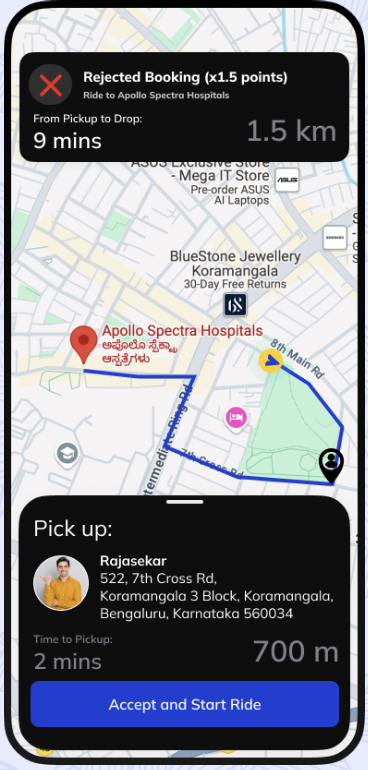 Rejected Booking (x1.5 points)
Ride to Apollo Spectra Hospitals
From Pickup to Drop:
9 mins
1.5 km
ASUS Exclusive Store
- Mega IT Store
Pre-order ASUS
AI Laptops
ASUS
SAMSUNG
S
-
G
S
BlueStone Jewellery
Koramangala
30-Day Free Returns
Apollo Spectra Hospitals
ಅಪೊಲೊ ಸ್ಪೆಕ್ಟ್ರಾ
ಆಸ್ಪತ್ರೆಗಳು
8th Main Rd
termediate Ring Rd
7th Cross Rd
Pick up:
Rajasekar
522, 7th Cross Rd,
Koramangala 3 Block, Koramangala,
Bengaluru, Karnataka 560034
Time to Pickup:
2 mins
700 m
Accept and Start Ride